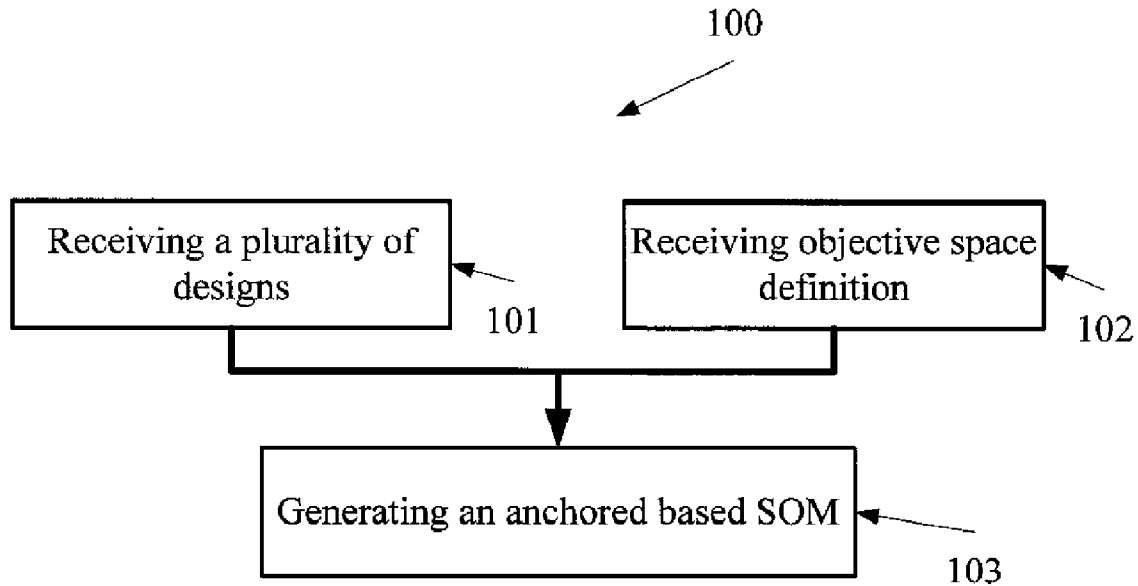 100
Receiving a plurality of
designs
101
Receiving objective space
definition
102
Generating an anchored based SOM
103